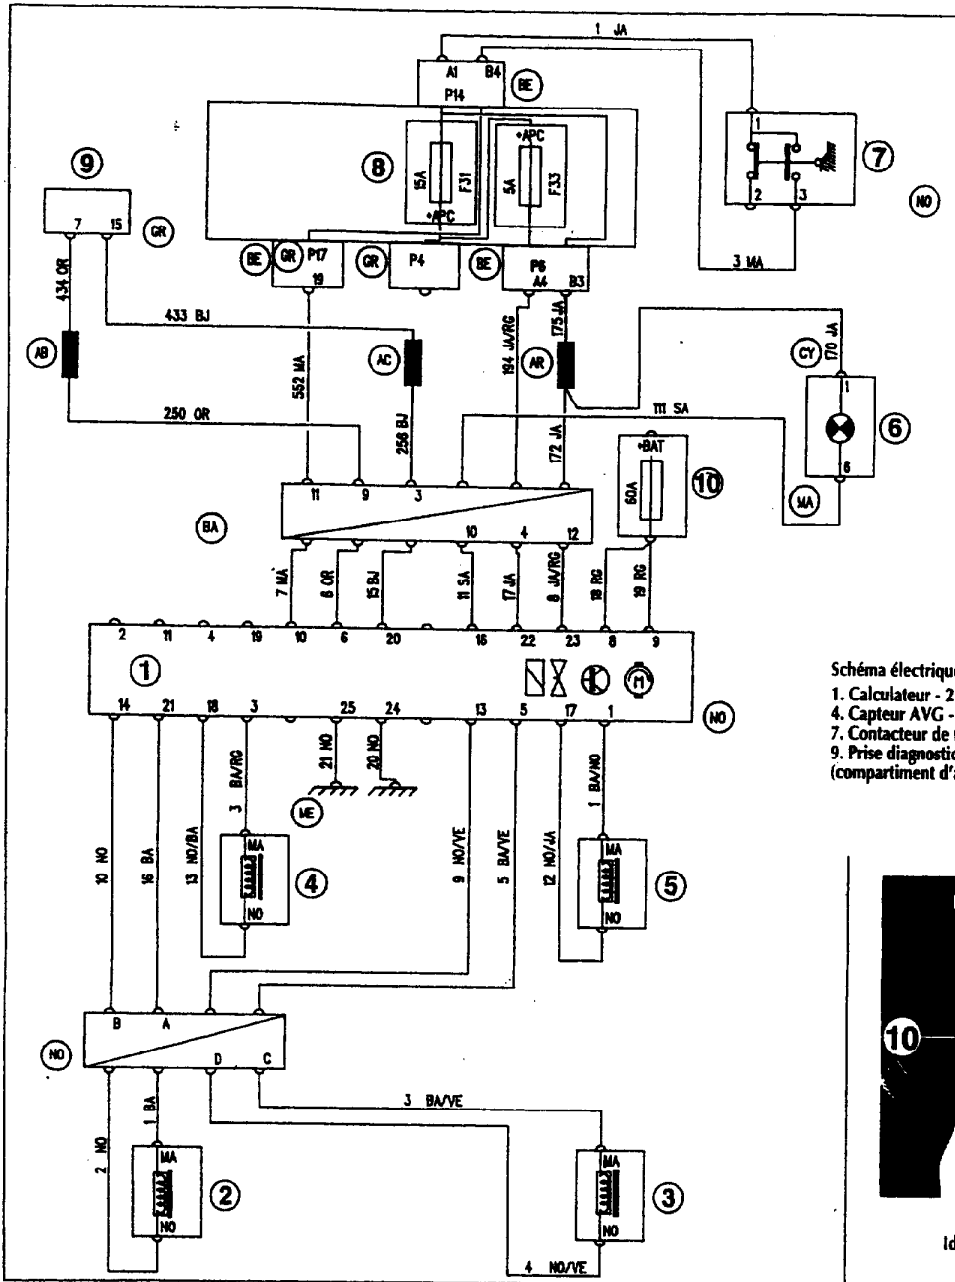 1 JA
A1 B4
P14
BE
9
7 15
GR
8
15A
F31
+APC
+APC
5A
F33
1
2 3
7
NO
3 MA
BE GR P17
19
GR P4
BE P6
A4 B3
434 OR
433 BJ
AB
AC
AR
552 MA
194 JA/RG
175 JA
CY
170 JA
1
6
6
250 OR
256 BJ
111 SA
172 JA
+BAT
60A
10
MA
BA
11 9 3
10 4 12
7 MA
8 OR
15 BJ
11 SA
17 JA
8 JA/RG
18 RG
19 RG
2 11 4 19 10 6 20 16 22 23 8 9
1
M
14 21 18 3 25 24 13 5 17 1
NO
Schéma électrique
1. Calculateur - 2
4. Capteur AVG -
7. Contacteur de
9. Prise diagnostic
(compartiment d'
10 NO
16 BA
13 NO/BA
3 BA/RG
21 NO
20 NO
ME
9 NO/VE
5 BA/VE
12 NO/JA
1 BA/NO
MA
NO
4
MA
NO
5
B A
D C
NO
2 NO
1 BA
3 BA/VE
MA
NO
2
MA
NO
3
4 NO/VE
10
Id